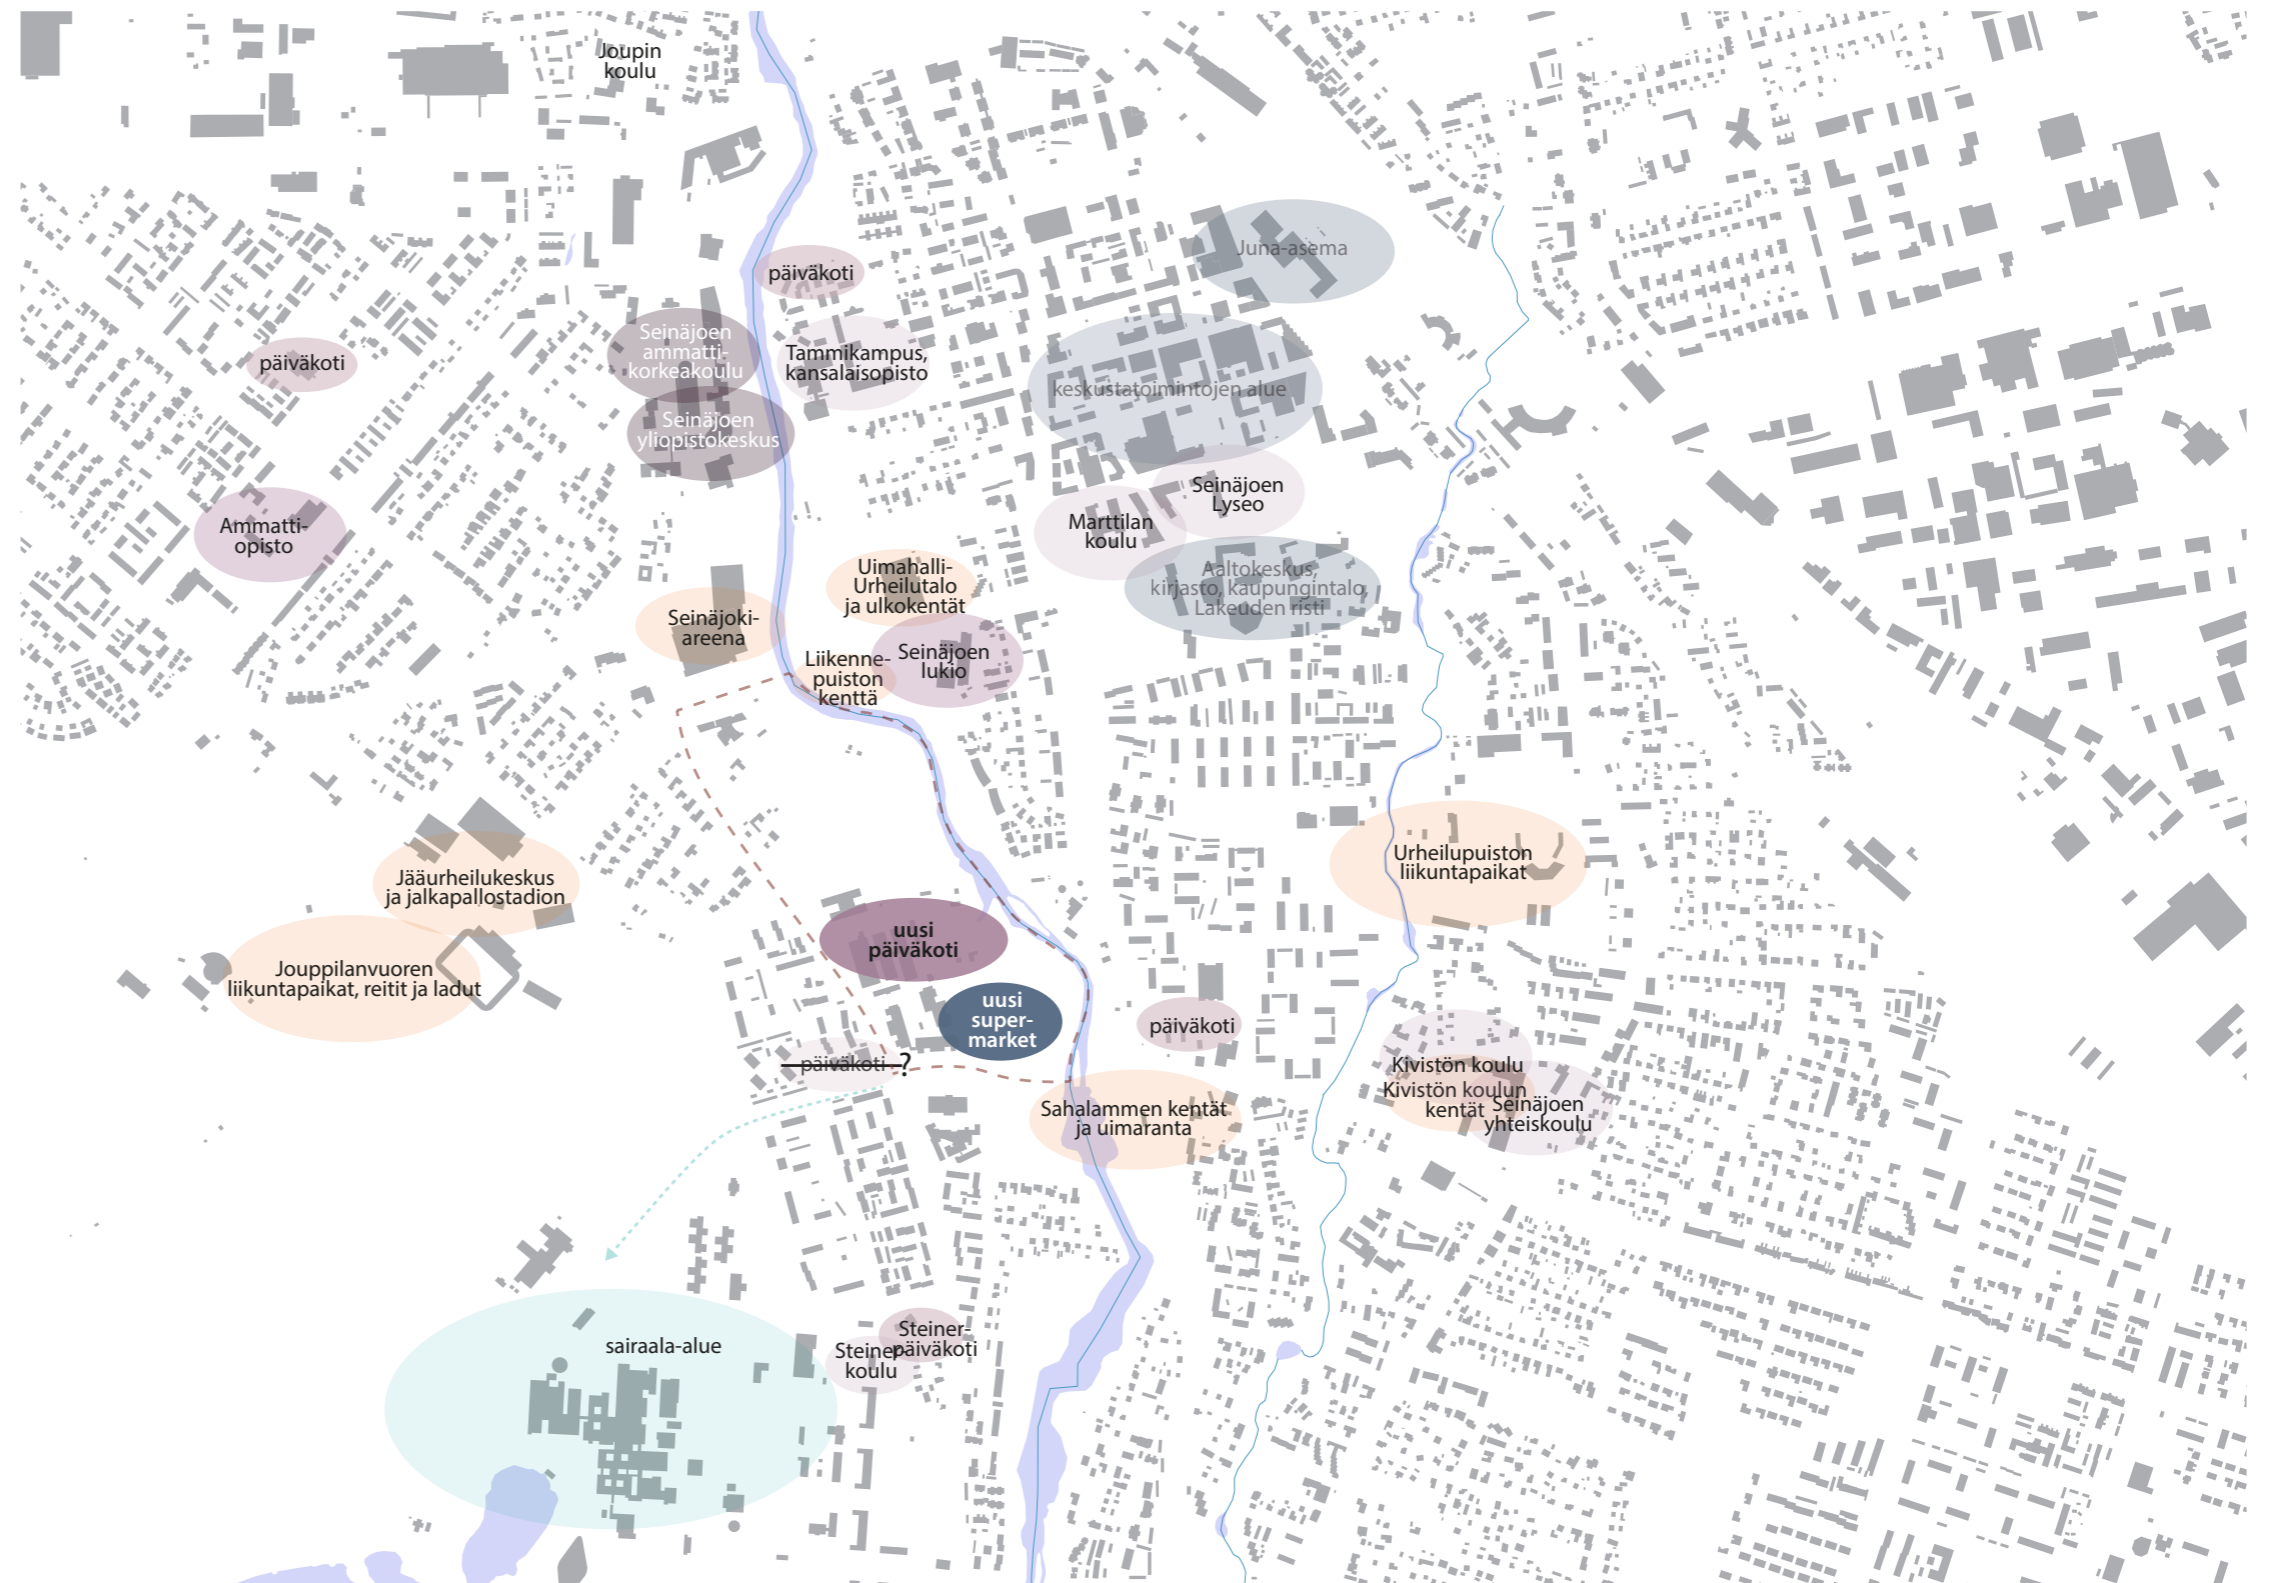 Joupin
koulu
Juna-asema
päiväkoti
Seinäjoen
ammatti-
korkeakoulu
Tammikampus,
kansalaisopisto
päiväkoti
keskustatoimintojen alue
Seinäjoen
yliopistokeskus
Seinäjoen
Lyseo
Ammatti-
opisto
Marttilan
koulu
Uimahalli-
Urheilutalo
ja ulkokentät
Aaltokeskus,
kirjasto, kaupungintalo,
Lakeuden risti
Seinäjoki-
areena
Liikenne-
puiston
kenttä
Seinäjoen
lukio
Urheilupuiston
liikuntapaikat
Jääurheilukeskus
ja jalkapallostadion
uusi
päiväkoti
Jouppilanvuoren
liikuntapaikat, reitit ja ladut
uusi
super-
market
päiväkoti
päiväkoti ?
Kivistön koulu
Kivistön koulun
kentät
Seinäjoen
yhteiskoulu
Sahalammen kentät
ja uimaranta
sairaala-alue
Steiner-
päiväkoti
Steiner
koulu